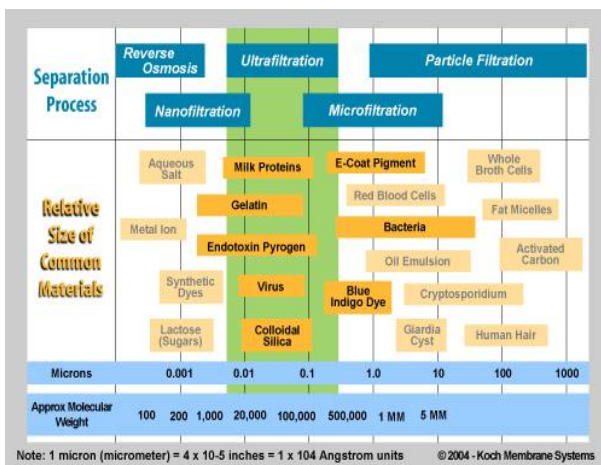 Separation
Process
Reverse
Osmosis
Ultrafiltration
Particle Filtration
Nanofiltration
Microfiltration
Relative
Size of
Common
Materials
Aqueous
Salt
Milk Proteins
E-Coat Pigment
Whole
Broth Cells
Gelatin
Red Blood Cells
Fat Micelles
Metal Ion
Bacteria
Endotoxin Pyrogen
Oil Emulsion
Activated
Carbon
Synthetic
Dyes
Virus
Blue
Indigo Dye
Cryptosporidium
Lactose
(Sugars)
Colloidal
Silica
Giardia
Cyst
Human Hair
Microns 0.001 0.01 0.1 1.0 10 100 1000
Approx Molecular
Weight
100 200 1,000 20,000 100,000 500,000 1 MM 5 MM
Note: 1 micron (micrometer) = 4 x 10-5 inches = 1 x 104 Angstrom units © 2004 - Koch Membrane Systems